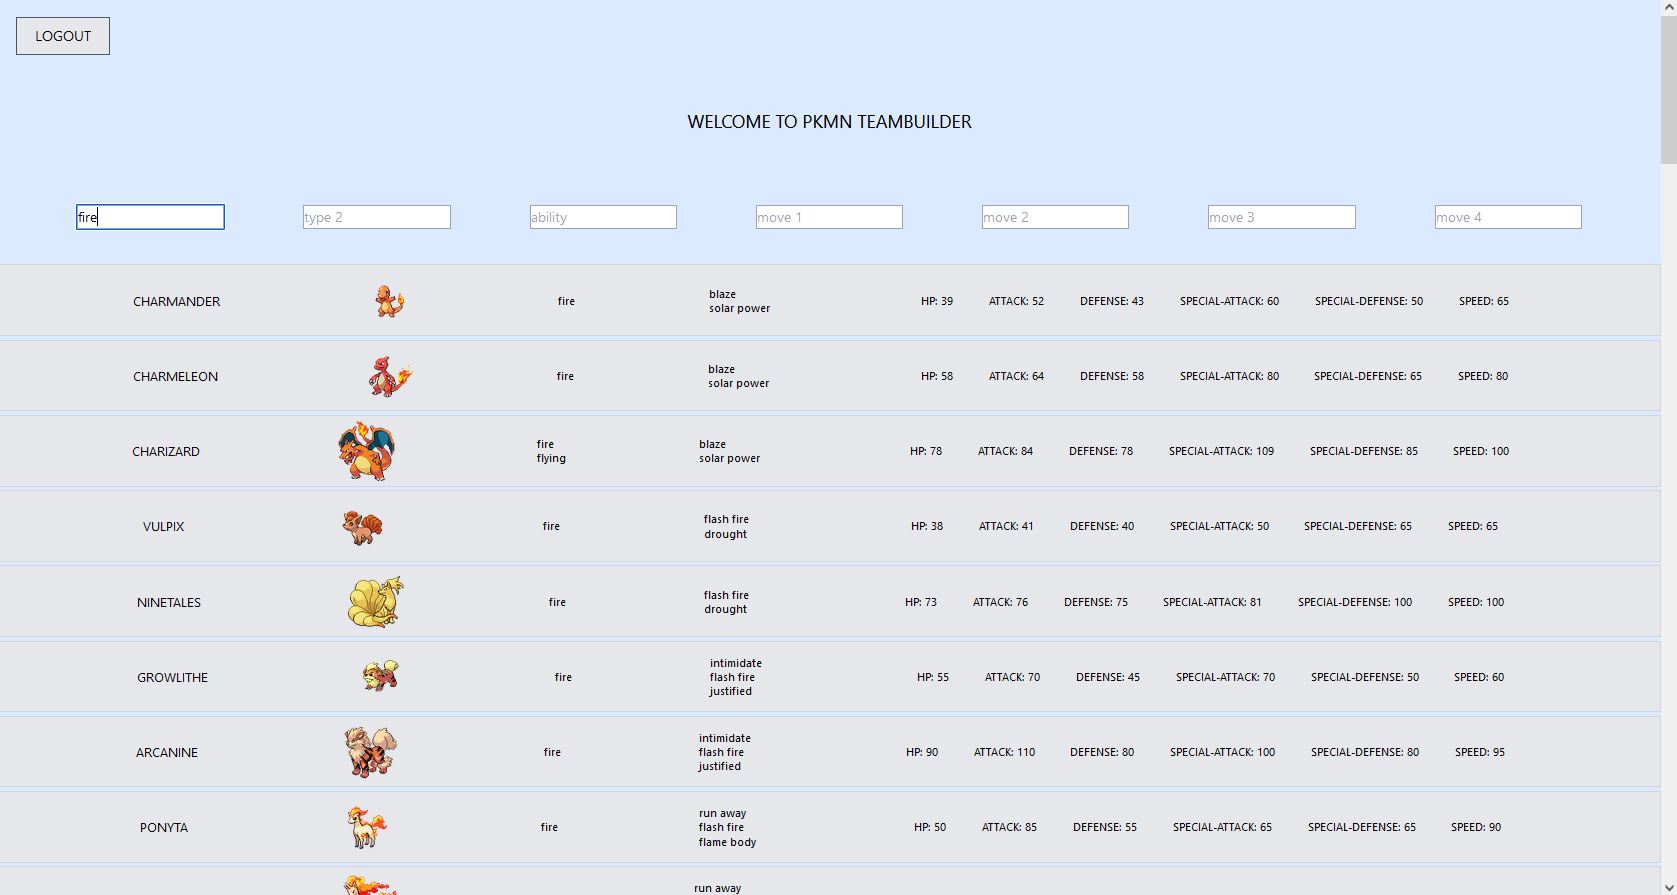 LOGOUT
WELCOME TO PKMN TEAMBUILDER
fire type 2 ability move 1 move 2 move 3 move 4
CHARMANDER fire blaze HP: 39 ATTACK: 52 DEFENSE: 43 SPECIAL-ATTACK: 60 SPECIAL-DEFENSE: 50 SPEED: 65
solar power
CHARMELEON fire blaze HP: 58 ATTACK: 64 DEFENSE: 58 SPECIAL-ATTACK: 80 SPECIAL-DEFENSE: 65 SPEED: 80
solar power
CHARIZARD fire blaze HP: 78 ATTACK: 84 DEFENSE: 78 SPECIAL-ATTACK: 109 SPECIAL-DEFENSE: 85 SPEED: 100
flying solar power
VULPIX fire flash fire HP: 38 ATTACK: 41 DEFENSE: 40 SPECIAL-ATTACK: 50 SPECIAL-DEFENSE: 65 SPEED: 65
drought
NINETALES fire flash fire HP: 73 ATTACK: 76 DEFENSE: 75 SPECIAL-ATTACK: 81 SPECIAL-DEFENSE: 100 SPEED: 100
drought
intimidate
GROWLITHE fire flash fire HP: 55 ATTACK: 70 DEFENSE: 45 SPECIAL-ATTACK: 70 SPECIAL-DEFENSE: 50 SPEED: 60
justified
intimidate
ARCANINE fire flash fire HP: 90 ATTACK: 110 DEFENSE: 80 SPECIAL-ATTACK: 100 SPECIAL-DEFENSE: 80 SPEED: 95
justified
run away
PONYTA fire flash fire HP: 50 ATTACK: 85 DEFENSE: 55 SPECIAL-ATTACK: 65 SPECIAL-DEFENSE: 65 SPEED: 90
flame body
run away